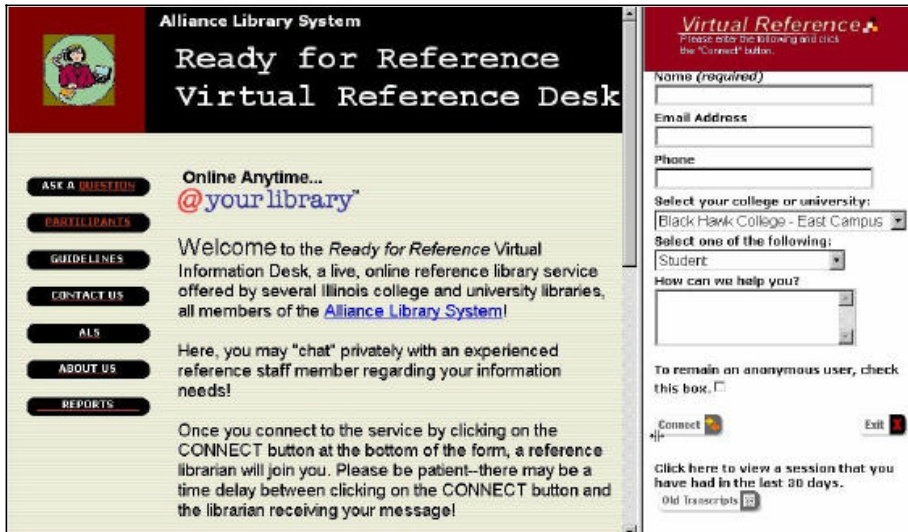 Alliance Library System
Ready for Reference
Virtual Reference Desk
ASK A QUESTION
PARTICIPANTS
GUIDELINES
CONTACT US
ALS
ABOUT US
REPORTS
Online Anytime...
@your library™
Welcome to the Ready for Reference Virtual
Information Desk, a live, online reference library service
offered by several Illinois college and university libraries,
all members of the Alliance Library System!
Here, you may "chat" privately with an experienced
reference staff member regarding your information
needs!
Once you connect to the service by clicking on the
CONNECT button at the bottom of the form, a reference
librarian will join you. Please be patient--there may be a
time delay between clicking on the CONNECT button and
the librarian receiving your message!
Virtual Reference
Please enter the following and click
the "Connect" button.
Name (required)
Email Address
Phone
Select your college or university:
Black Hawk College - East Campus
Select one of the following:
Student
How can we help you?
To remain an anonymous user, check
this box.
Connect
Exit X
Click here to view a session that you
have had in the last 30 days.
Old Transcripts